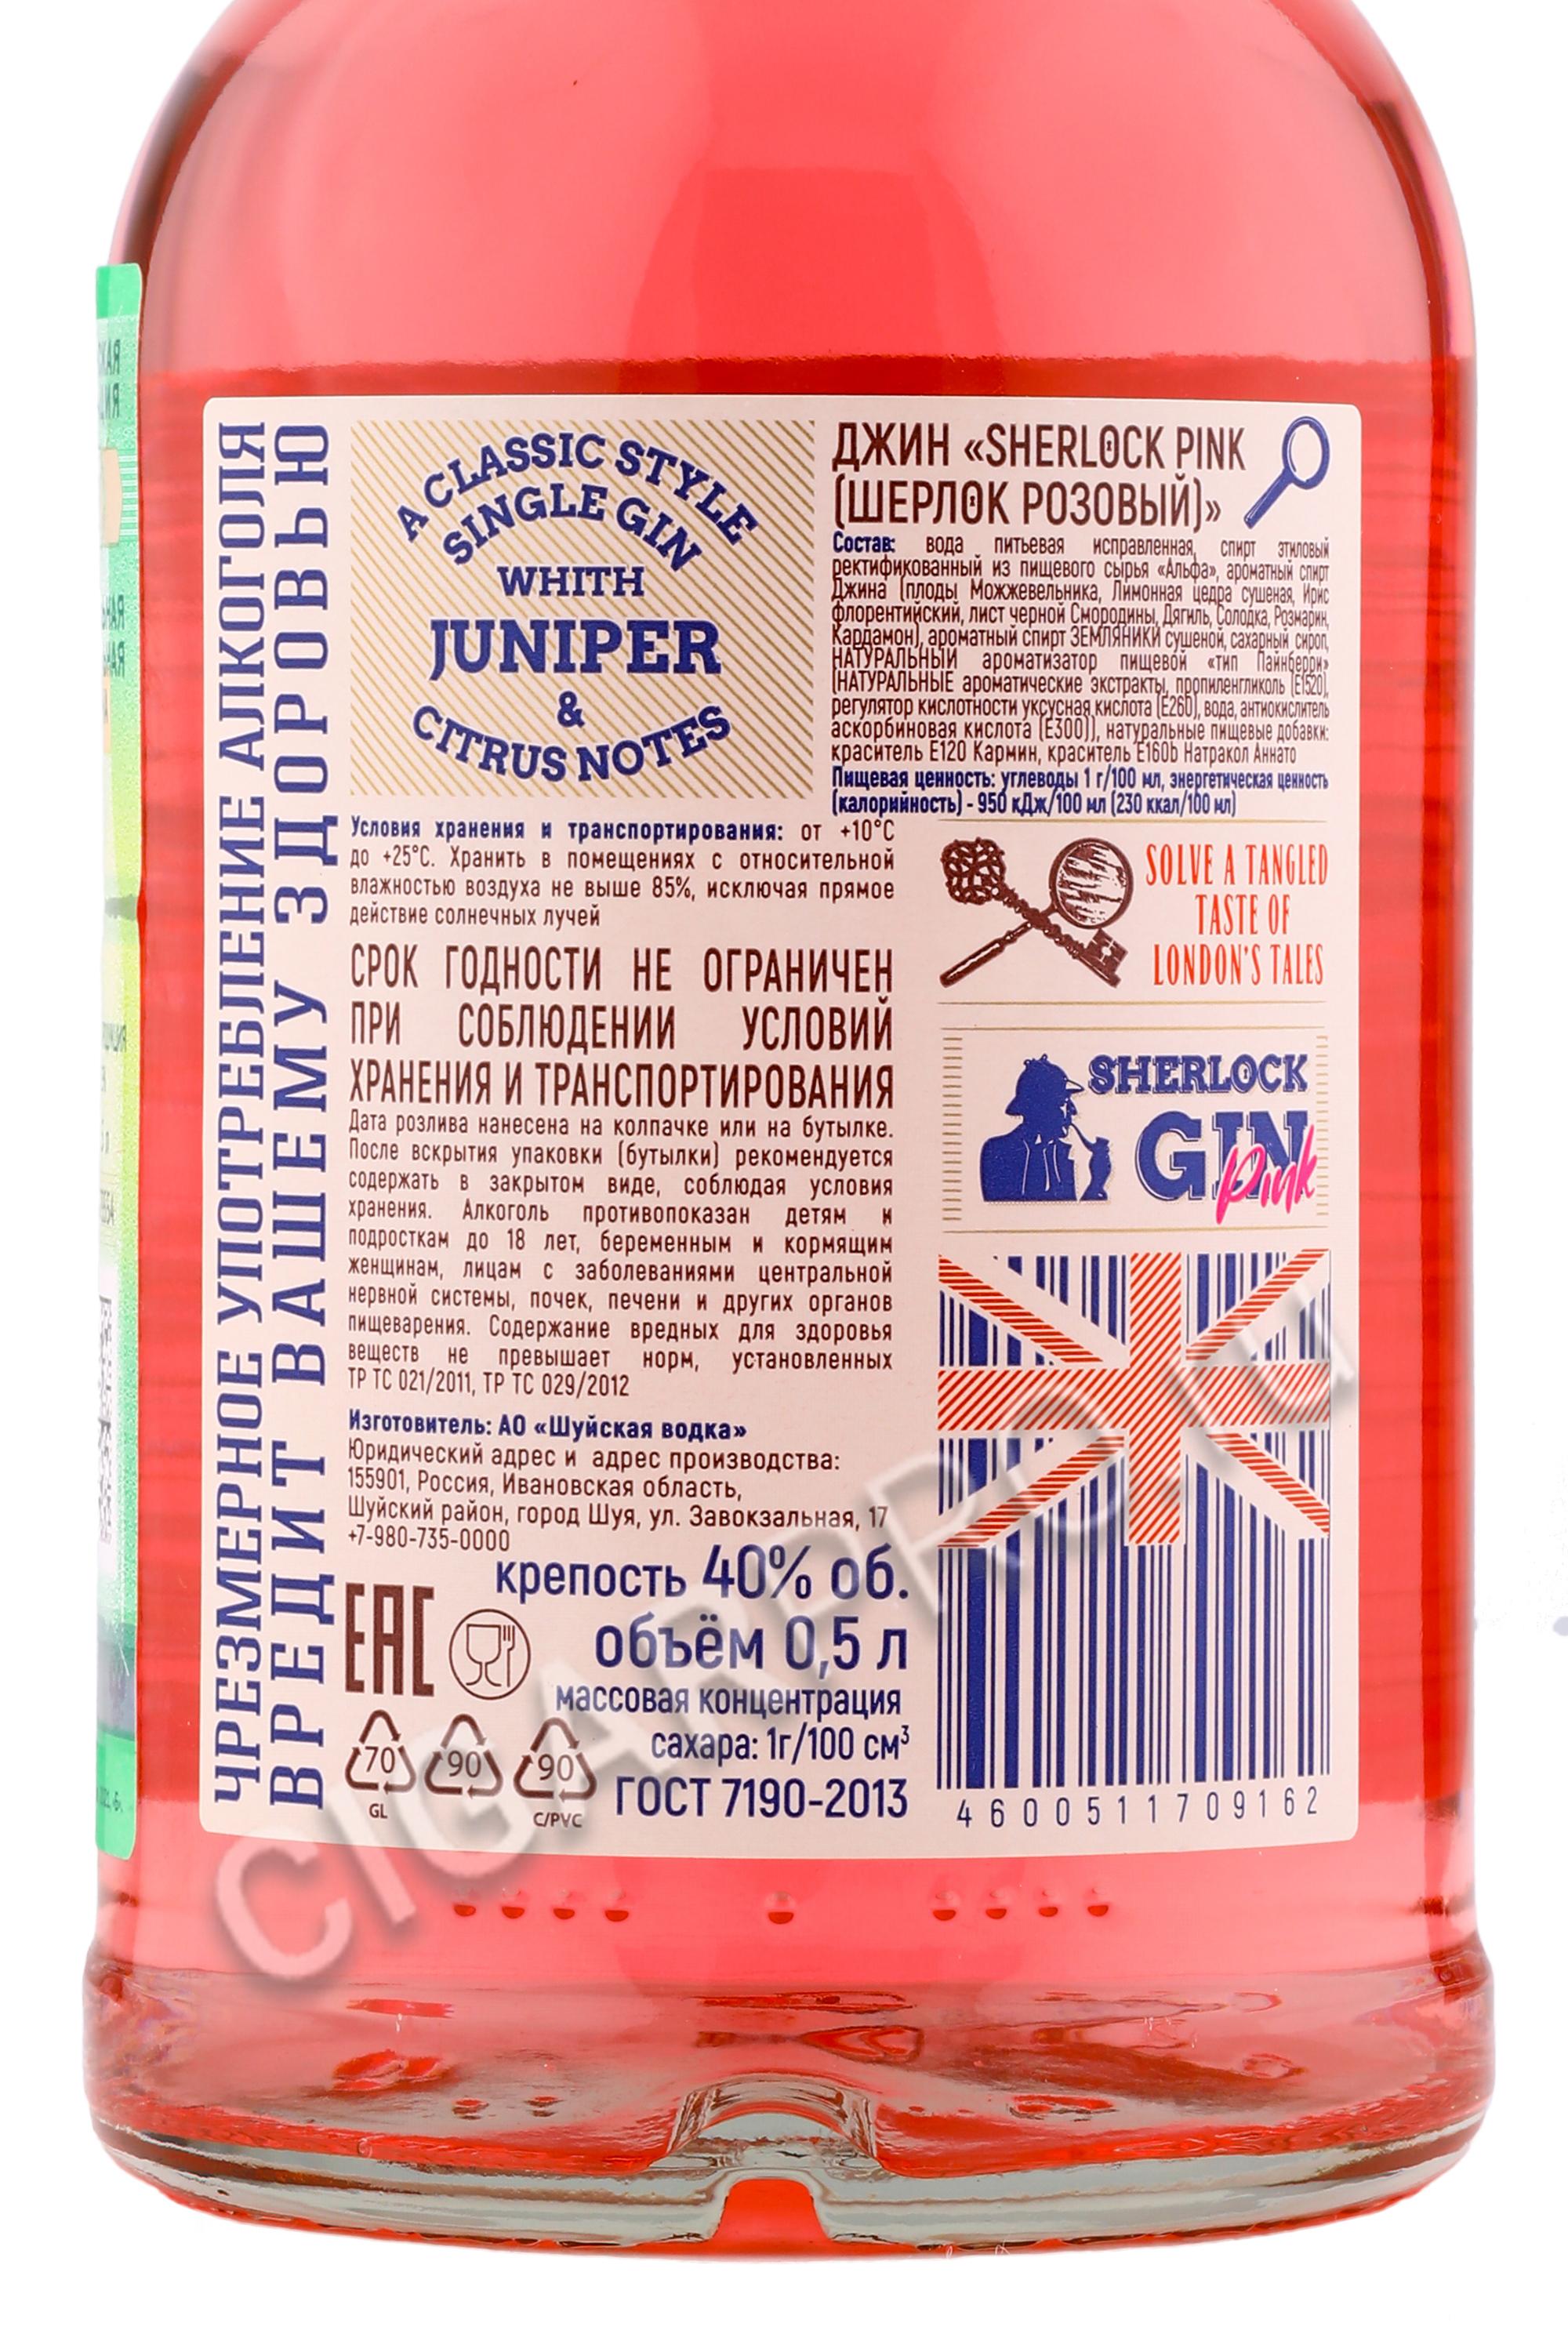 ЧРЕЗМЕРНОЕ УПОТРЕБЛЕНИЕ АЛКОГОЛЯ
ВРЕДИТ ВАШЕМУ ЗДОРОВЬЮ
A CLASSIC STYLE
SINGLE GIN
WHITH
JUNIPER
&
CITRUS NOTES
ДЖИН «SHERLOCK PINK
(ШЕРЛОК РОЗОВЫЙ)»
Состав: вода питьевая исправленная, спирт этиловый
ректификованный из пищевого сырья «Альфа», ароматный спирт
Джина (плоды Можжевельника, Лимонная цедра сушеная, Ирис
флорентийский, лист черной Смородины, Дягиль, Солодка, Розмарин,
Кардамон), ароматный спирт ЗЕМЛЯНИКИ сушеной, сахарный сироп,
НАТУРАЛЬНЫЙ ароматизатор пищевой «тип Пайнберри»
(НАТУРАЛЬНЫЕ ароматические экстракты, пропиленгликоль (Е1520),
регулятор кислотности уксусная кислота (Е260), вода, антиокислитель
аскорбиновая кислота (Е300)), натуральные пищевые добавки:
краситель Е120 Кармин, краситель Е160b Натракол Аннато
Пищевая ценность: углеводы 1 г/100 мл, энергетическая ценность
(калорийность) - 950 кДж/100 мл (230 ккал/100 мл)
Условия хранения и транспортирования: от +10°С
до +25°С. Хранить в помещениях с относительной
влажностью воздуха не выше 85%, исключая прямое
действие солнечных лучей
СРОК ГОДНОСТИ НЕ ОГРАНИЧЕН
ПРИ СОБЛЮДЕНИИ УСЛОВИЙ
ХРАНЕНИЯ И ТРАНСПОРТИРОВАНИЯ
Дата розлива нанесена на колпачке или на бутылке.
После вскрытия упаковки (бутылки) рекомендуется
содержать в закрытом виде, соблюдая условия
хранения. Алкоголь противопоказан детям и
подросткам до 18 лет, беременным и кормящим
женщинам, лицам с заболеваниями центральной
нервной системы, почек, печени и других органов
пищеварения. Содержание вредных для здоровья
веществ не превышает норм, установленных
ТР ТС 021/2011, ТР ТС 029/2012
Изготовитель: АО «Шуйская водка»
Юридический адрес и адрес производства:
155901, Россия, Ивановская область,
Шуйский район, город Шуя, ул. Завокзальная, 17
+7-980-735-0000
крепость 40% об.
объём 0,5 л
массовая концентрация
сахара: 1г/100 см³
ГОСТ 7190-2013
EAC
70
GL
90
90
C/PVC
SOLVE A TANGLED
TASTE OF
LONDON'S TALES
SHERLOCK
GIN
Pink
4600511709162
CIGARPRO.ru